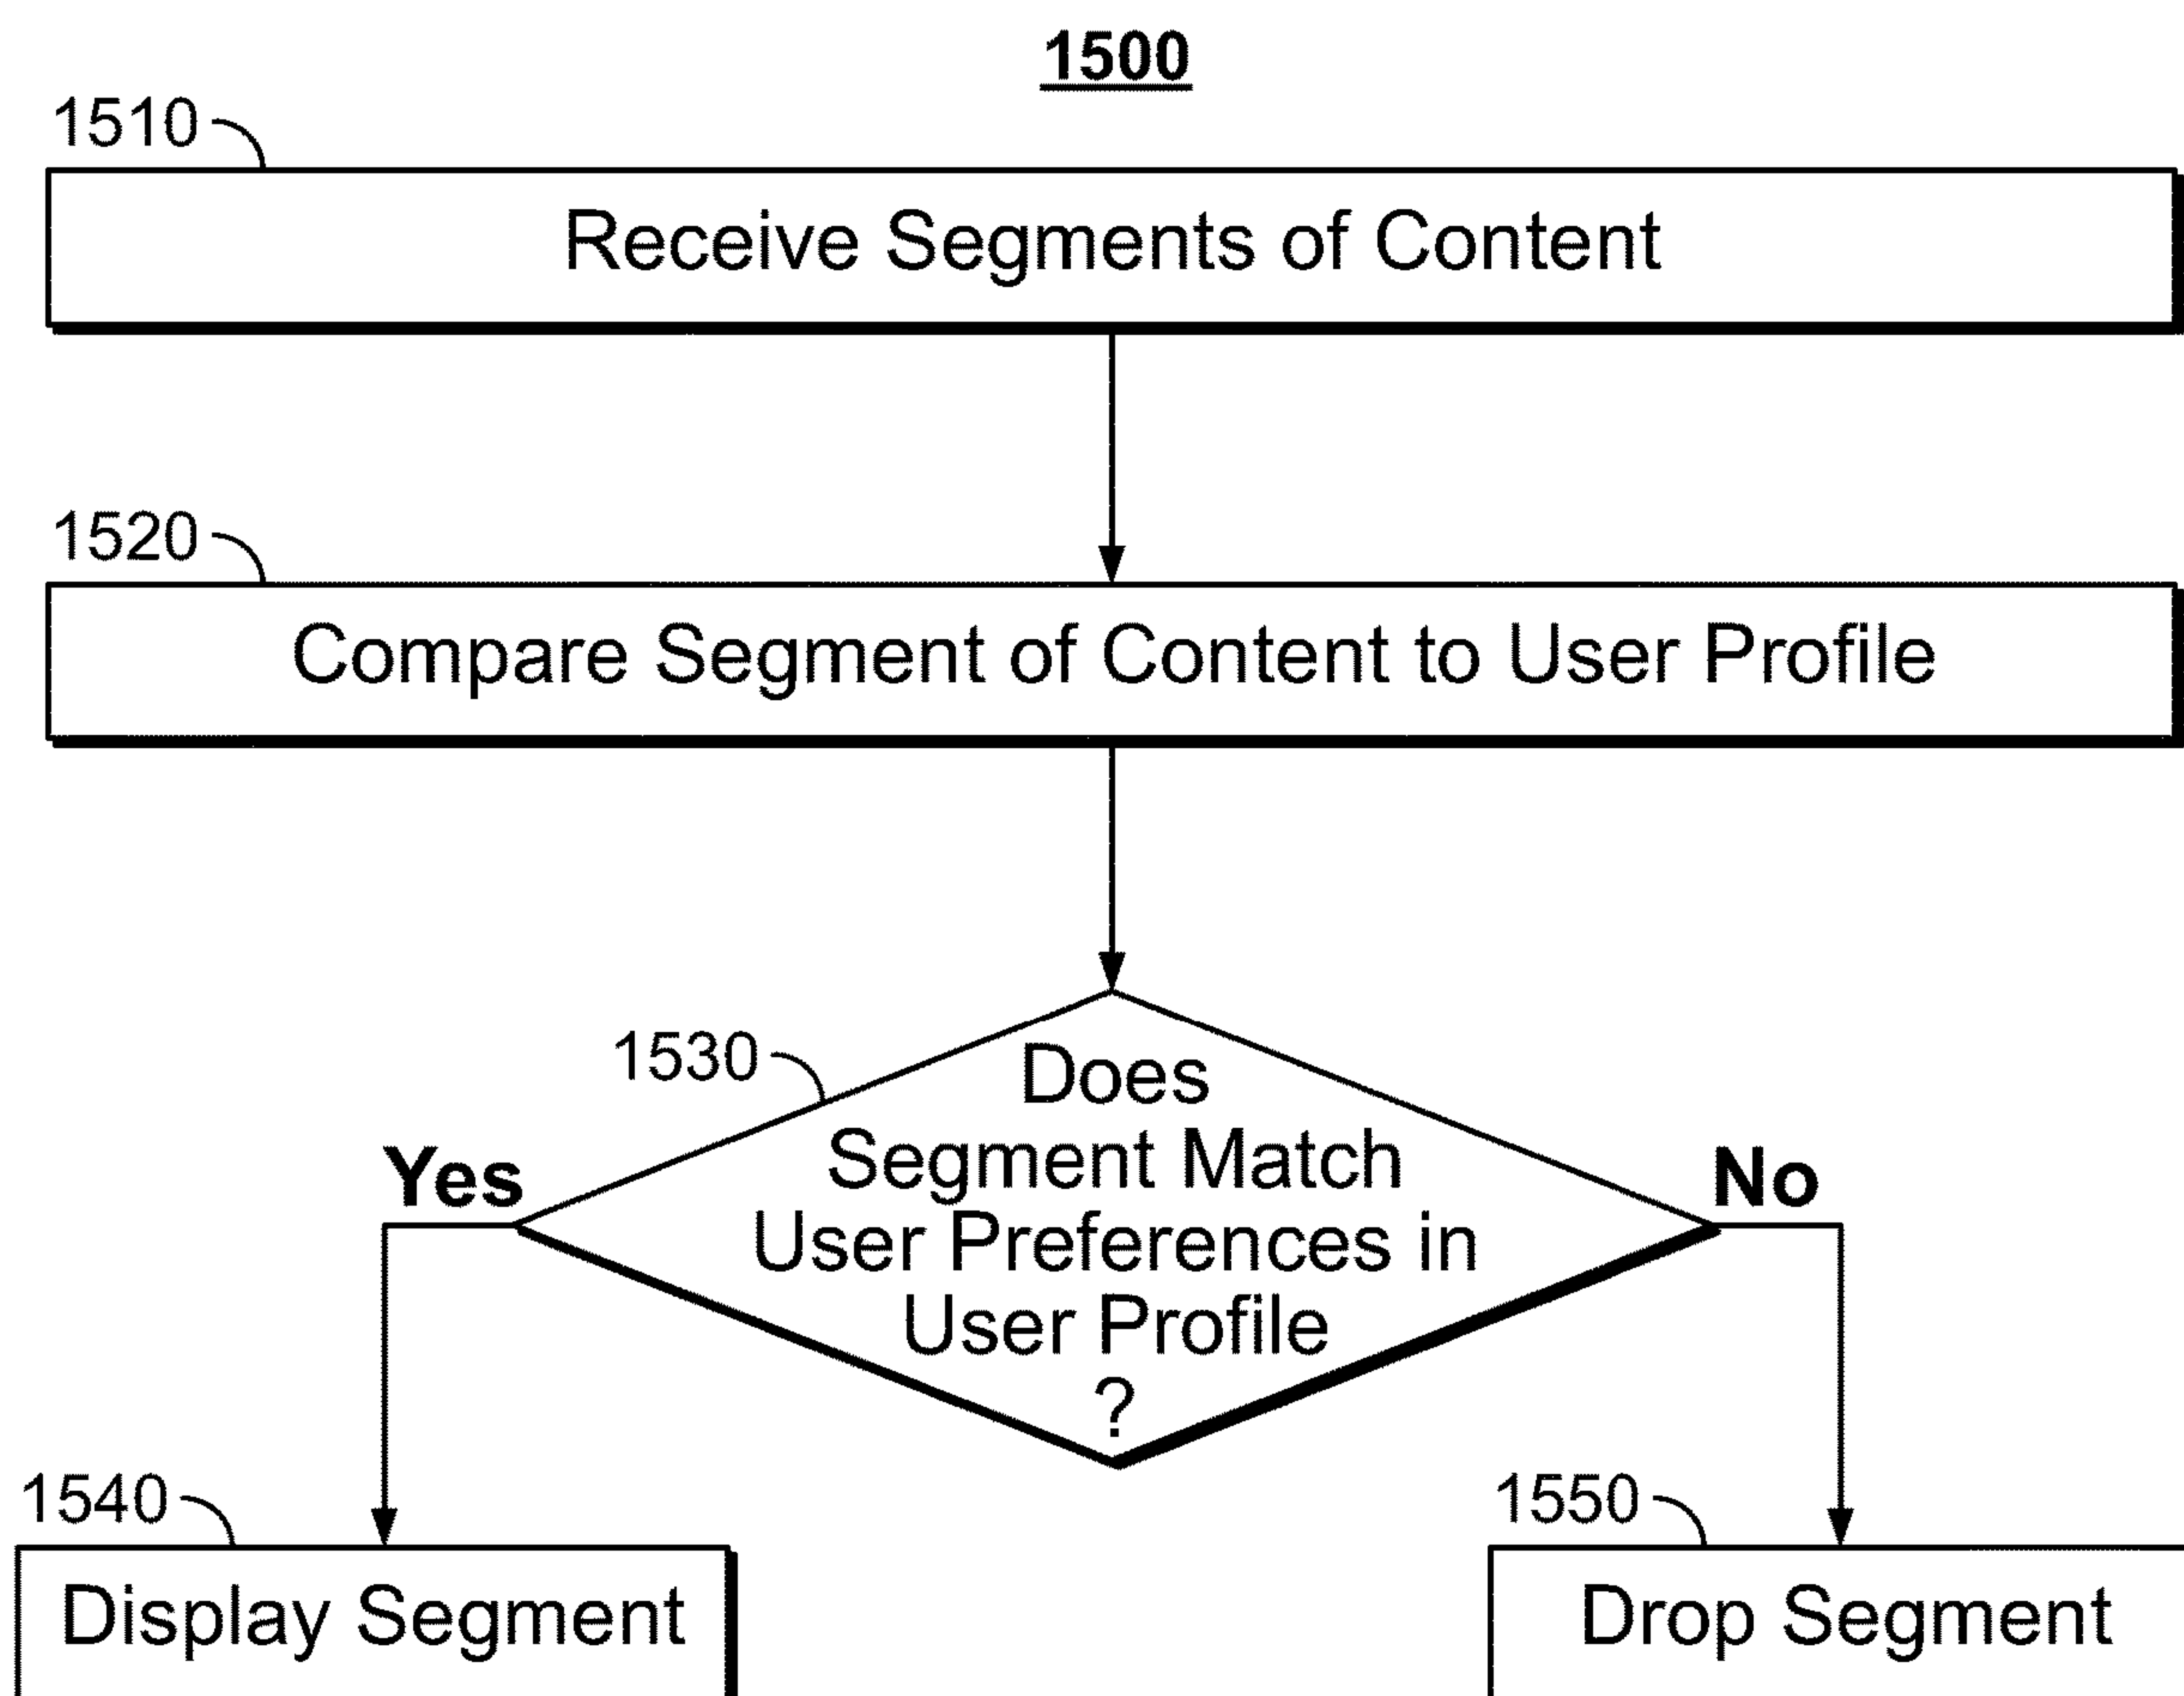 1500
1510
Receive Segments of Content
1520
Compare Segment of Content to User Profile
1530
Does
Segment Match
User Preferences in
User Profile
?
Yes
No
1540
Display Segment
1550
Drop Segment